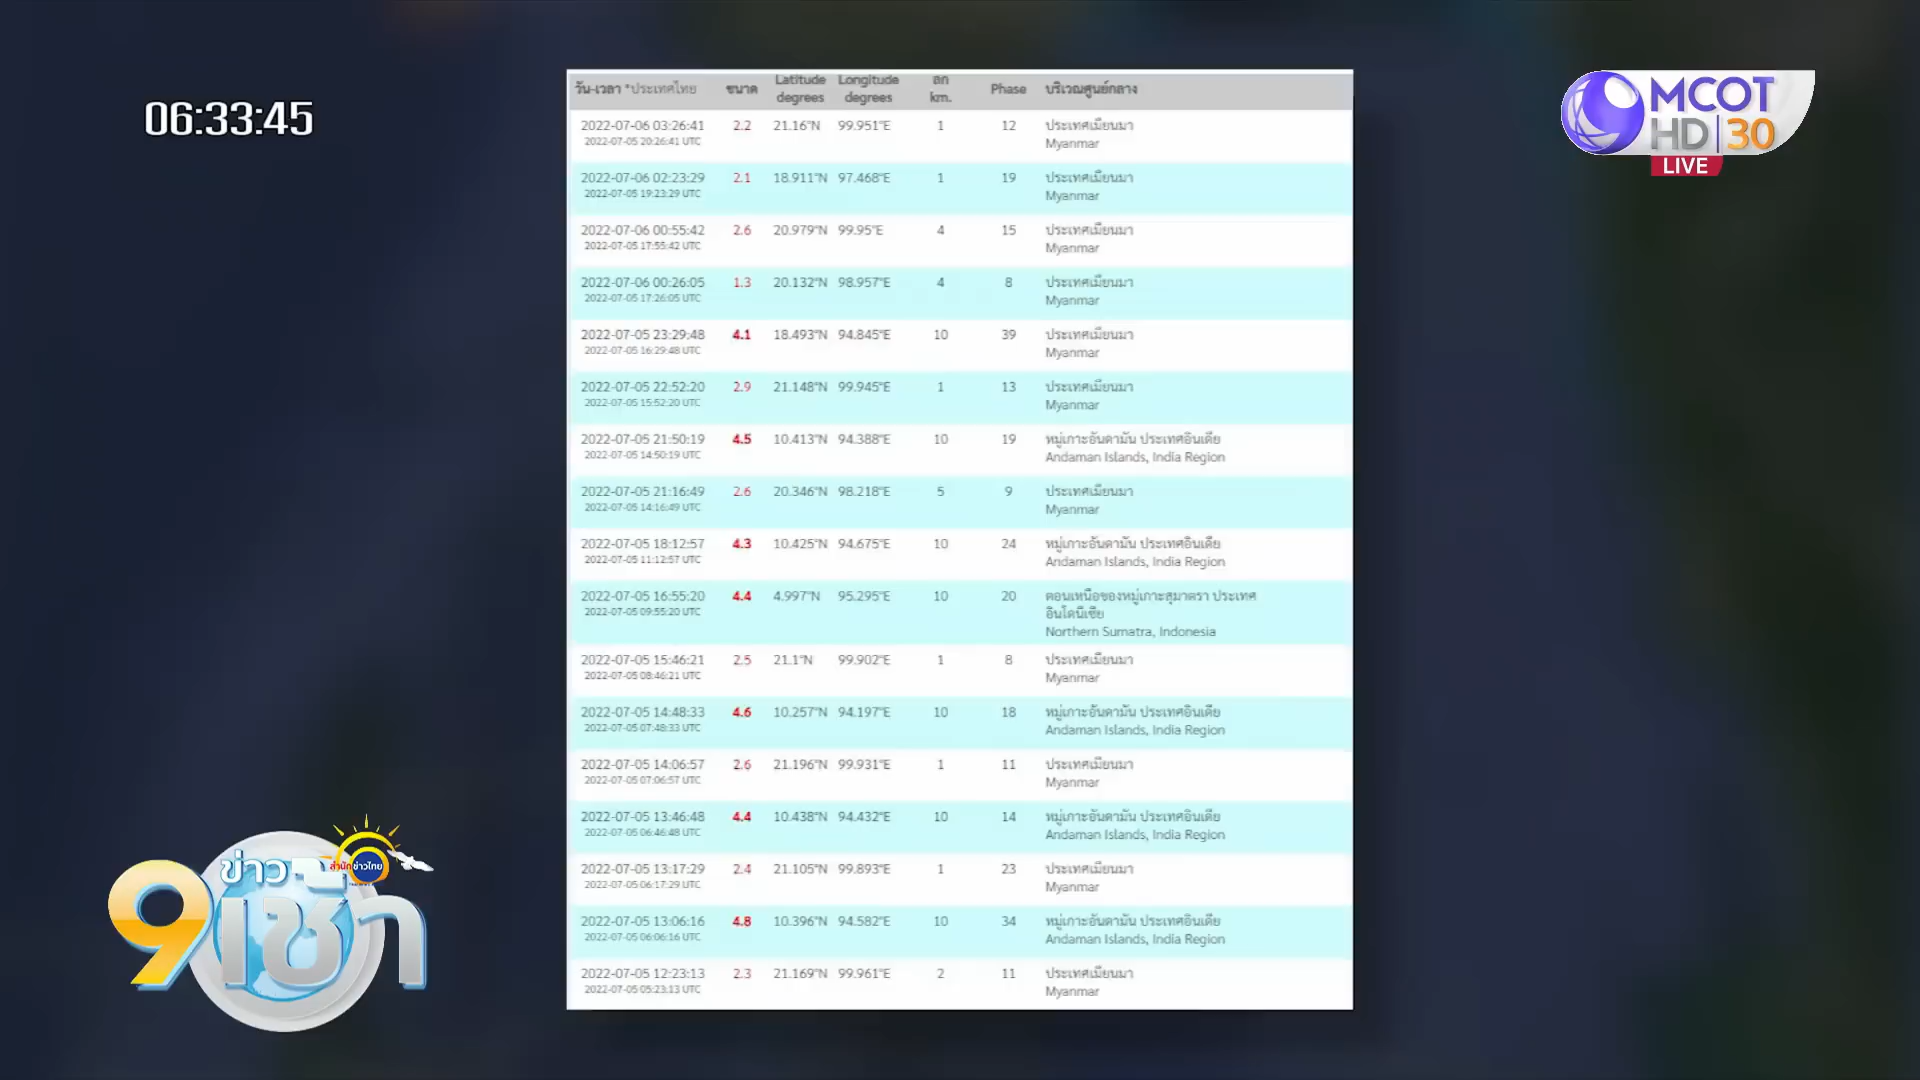 06:33:45
MCOT
HD 30
LIVE
วัน-เวลา *ประเทศไทย ขนาด Latitude degrees Longitude degrees ลึก km. Phase บริเวณศูนย์กลาง
2022-07-06 03:26:41 2.2 21.16°N 99.951°E 1 12 ประเทศเมียนมา
2022-07-05 20:26:41 UTC Myanmar
2022-07-06 02:23:29 2.1 18.911°N 97.468°E 1 19 ประเทศเมียนมา
2022-07-05 19:23:29 UTC Myanmar
2022-07-06 00:55:42 2.6 20.979°N 99.95°E 4 15 ประเทศเมียนมา
2022-07-05 17:55:42 UTC Myanmar
2022-07-06 00:26:05 1.3 20.132°N 98.957°E 4 8 ประเทศเมียนมา
2022-07-05 17:26:05 UTC Myanmar
2022-07-05 23:29:48 4.1 18.493°N 94.845°E 10 39 ประเทศเมียนมา
2022-07-05 16:29:48 UTC Myanmar
2022-07-05 22:52:20 2.9 21.148°N 99.945°E 1 13 ประเทศเมียนมา
2022-07-05 15:52:20 UTC Myanmar
2022-07-05 21:50:19 4.5 10.413°N 94.388°E 10 19 หมู่เกาะอันดามัน ประเทศอินเดีย
2022-07-05 14:50:19 UTC Andaman Islands, India Region
2022-07-05 21:16:49 2.6 20.346°N 98.218°E 5 9 ประเทศเมียนมา
2022-07-05 14:16:49 UTC Myanmar
2022-07-05 18:12:57 4.3 10.425°N 94.675°E 10 24 หมู่เกาะอันดามัน ประเทศอินเดีย
2022-07-05 11:12:57 UTC Andaman Islands, India Region
2022-07-05 16:55:20 4.4 4.997°N 95.295°E 10 20 ตอนเหนือของหมู่เกาะสุมาตรา ประเทศ
2022-07-05 09:55:20 UTC อินโดนีเซีย
Northern Sumatra, Indonesia
2022-07-05 15:46:21 2.5 21.1°N 99.902°E 1 8 ประเทศเมียนมา
2022-07-05 08:46:21 UTC Myanmar
2022-07-05 14:48:33 4.6 10.257°N 94.197°E 10 18 หมู่เกาะอันดามัน ประเทศอินเดีย
2022-07-05 07:48:33 UTC Andaman Islands, India Region
2022-07-05 14:06:57 2.6 21.196°N 99.931°E 1 11 ประเทศเมียนมา
2022-07-05 07:06:57 UTC Myanmar
2022-07-05 13:46:48 4.4 10.438°N 94.432°E 10 14 หมู่เกาะอันดามัน ประเทศอินเดีย
2022-07-05 06:46:48 UTC Andaman Islands, India Region
2022-07-05 13:17:29 2.4 21.105°N 99.893°E 1 23 ประเทศเมียนมา
2022-07-05 06:17:29 UTC Myanmar
2022-07-05 13:06:16 4.8 10.396°N 94.582°E 10 34 หมู่เกาะอันดามัน ประเทศอินเดีย
2022-07-05 06:06:16 UTC Andaman Islands, India Region
2022-07-05 12:23:13 2.3 21.169°N 99.961°E 2 11 ประเทศเมียนมา
2022-07-05 05:23:13 UTC Myanmar
สำนักข่าวไทย
ข่าว
9เช้า